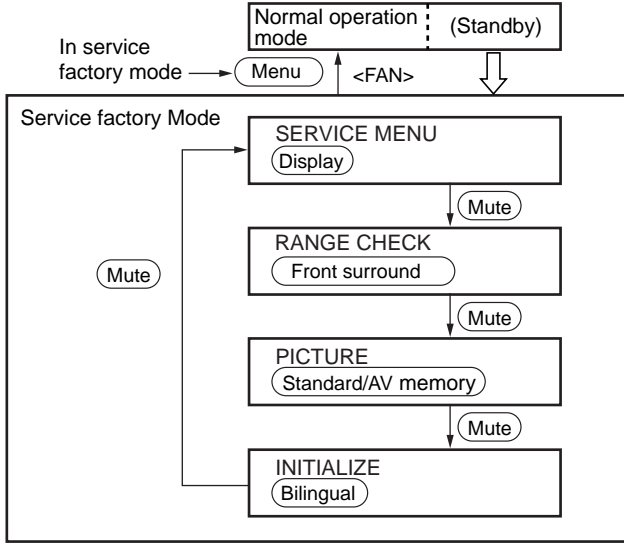 Normal operation
mode
(Standby)
In service
factory mode
Menu
<FAN>
Service factory Mode
SERVICE MENU
Display
Mute
RANGE CHECK
Front surround
Mute
Mute
PICTURE
Standard/AV memory
Mute
INITIALIZE
Bilingual